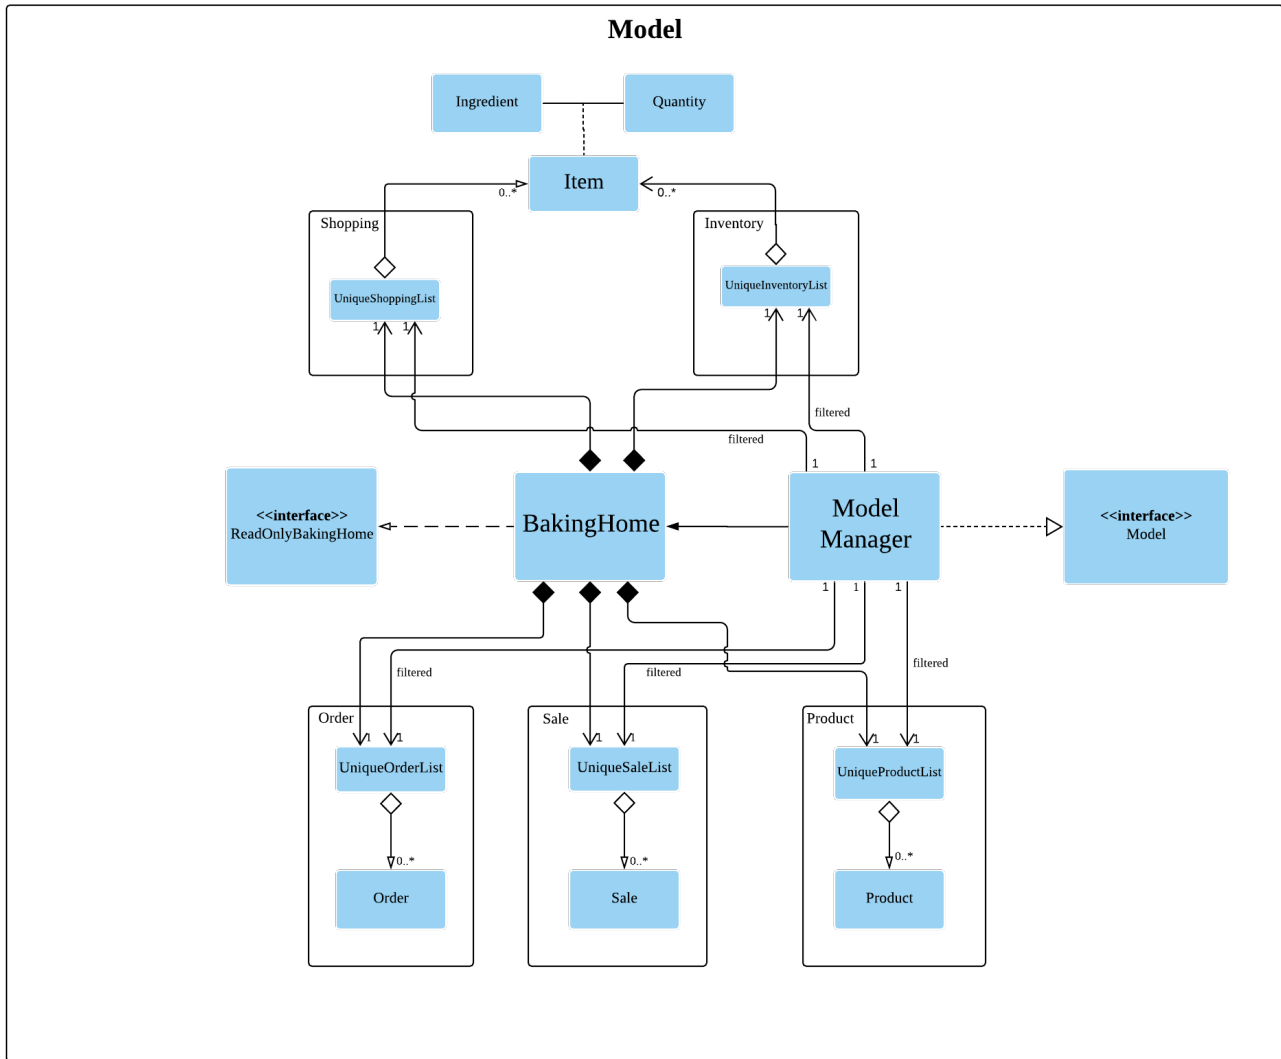 Model
Ingredient
Quantity
Item
0..*
0..*
Shopping
Inventory
UniqueShoppingList
UniqueInventoryList
1
1
1
1
filtered
filtered
1
1
<<interface>>
ReadOnlyBakingHome
BakingHome
Model
Manager
<<interface>>
Model
1
1
1
filtered
filtered
filtered
Order
Sale
Product
1
1
1
1
1
1
UniqueOrderList
UniqueSaleList
UniqueProductList
0..*
0..*
0..*
Order
Sale
Product